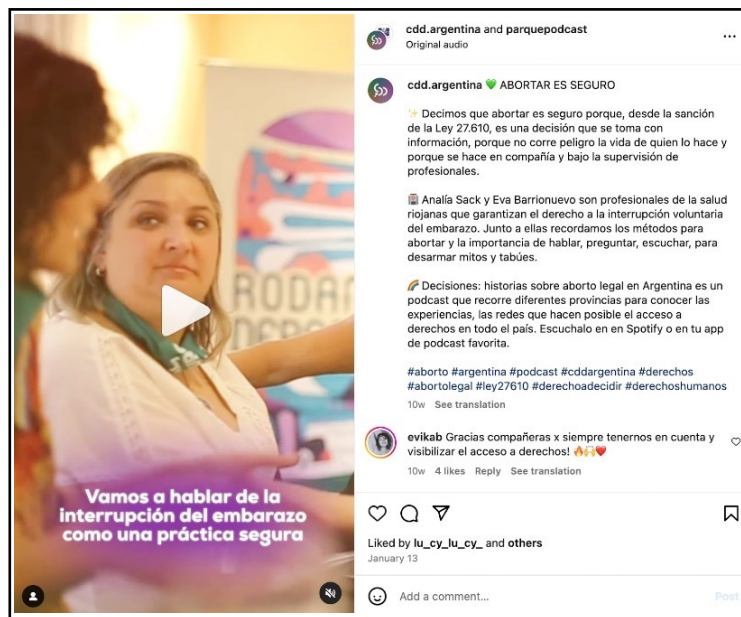 RODAN
Vamos a hablar de la
interrupción del embarazo
como una práctica segura
cdd.argentina and parquepodcast
Original audio
cdd.argentina 💚 ABORTAR ES SEGURO
✨ Decimos que abortar es seguro porque, desde la sanción
de la Ley 27.610, es una decisión que se toma con
información, porque no corre peligro la vida de quien lo hace y
porque se hace en compañía y bajo la supervisión de
profesionales.
🏥 Analía Sack y Eva Barrionuevo son profesionales de la salud
riojanas que garantizan el derecho a la interrupción voluntaria
del embarazo. Junto a ellas recordamos los métodos para
abortar y la importancia de hablar, preguntar, escuchar, para
desarmar mitos y tabúes.
🌈 Decisiones: historias sobre aborto legal en Argentina es un
podcast que recorre diferentes provincias para conocer las
experiencias, las redes que hacen posible el acceso a
derechos en todo el país. Escuchalo en en Spotify o en tu app
de podcast favorita.
#aborto #argentina #podcast #cddargentina #derechos
#abortolegal #ley27610 #derechoadecidir #derechoshumanos
10w See translation
evikab Gracias compañeras x siempre tenernos en cuenta y
visibilizar el acceso a derechos! 🔥🙌❤️
10w 4 likes Reply See translation
Liked by lu_cy_lu_cy_ and others
January 13
Add a comment...
Post